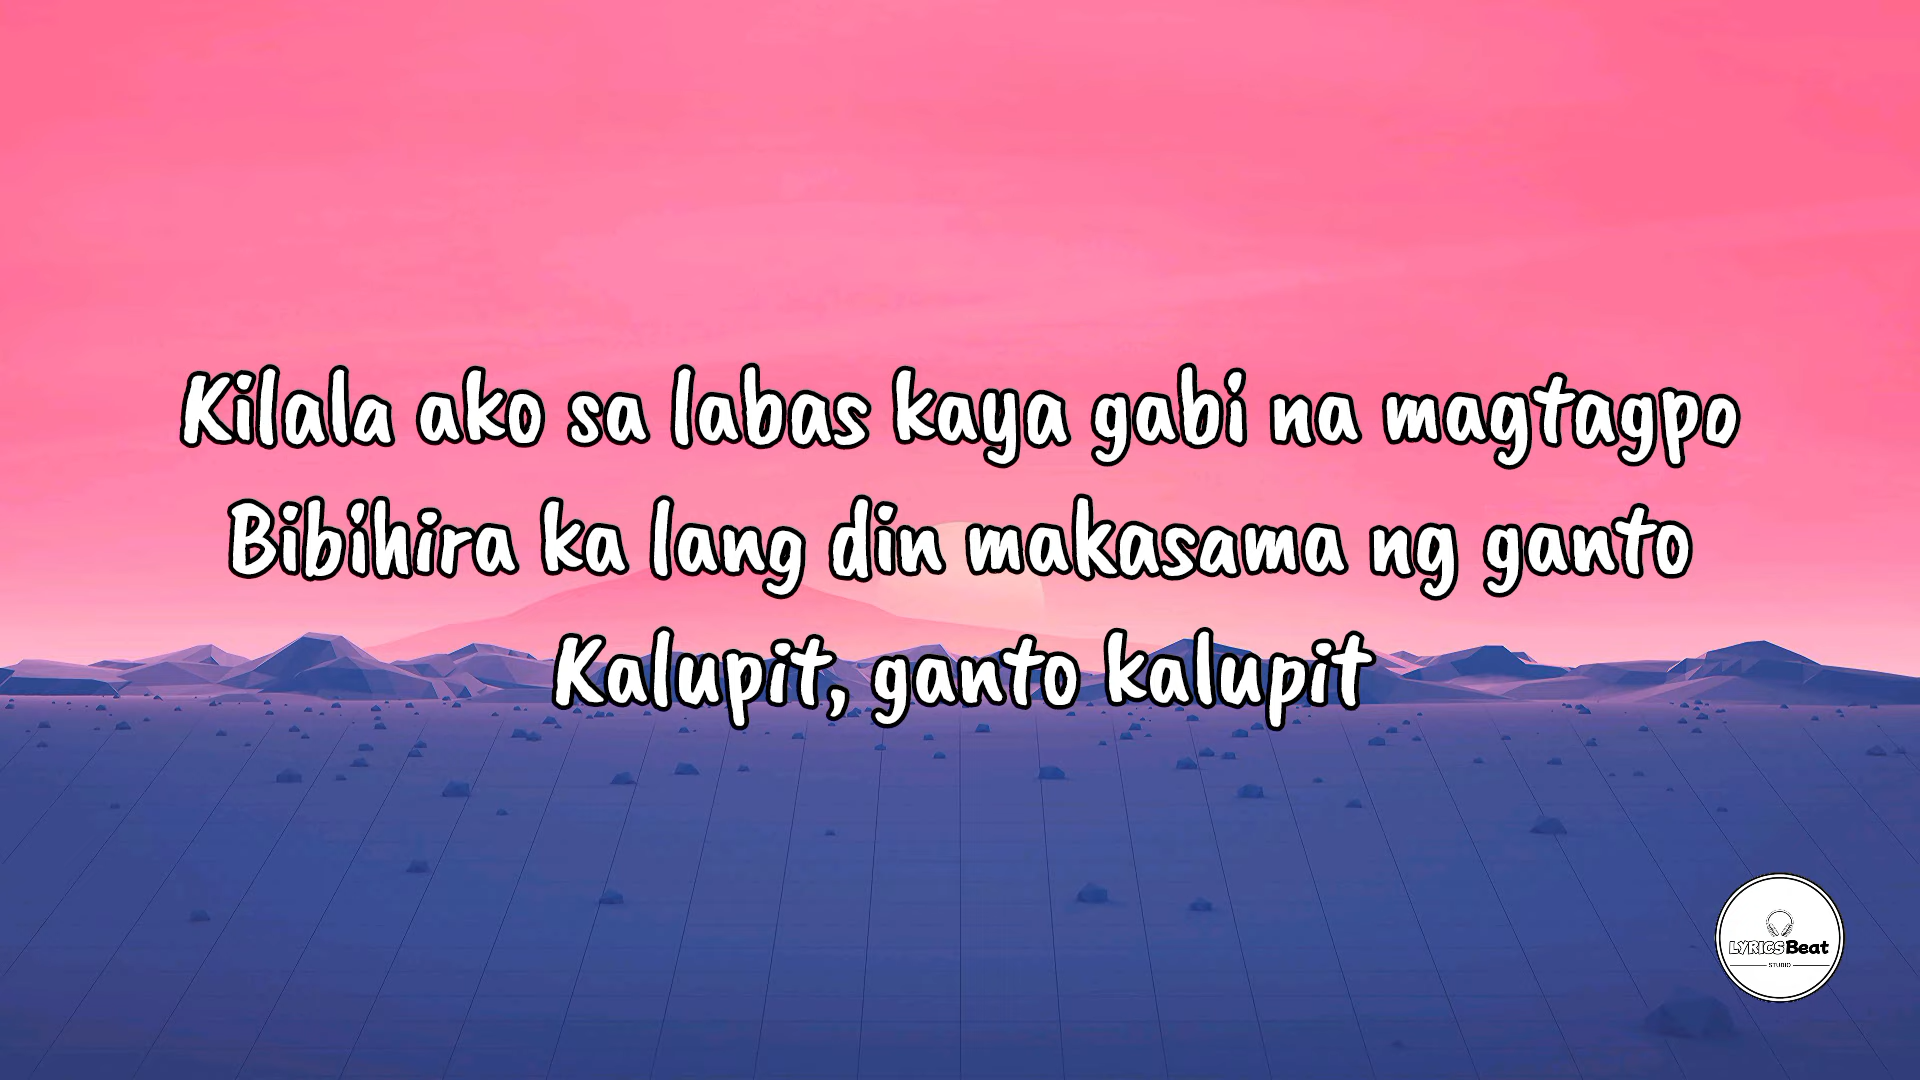 Kilala ako sa labas kaya gabi na magtagpo
Bibihira ka lang din makasama ng ganto
Kalupit, ganto kalupit
LYRICSBeat
STUDIO